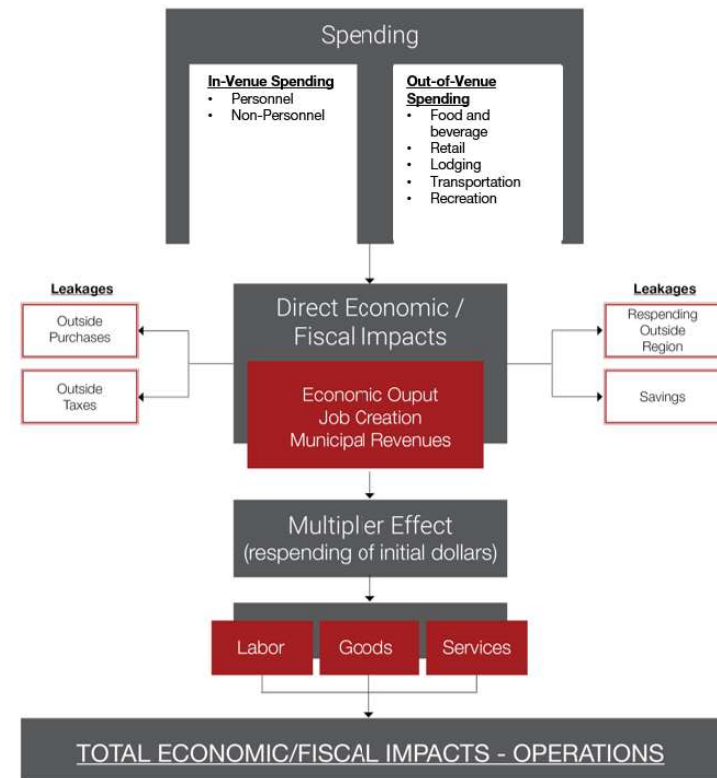 Spending
In-Venue Spending
• Personnel
• Non-Personnel
Out-of-Venue
Spending
• Food and
beverage
• Retail
• Lodging
• Transportation
• Recreation
Leakages
Outside
Purchases
Outside
Taxes
Direct Economic /
Fiscal Impacts
Economic Ouput
Job Creation
Municipal Revenues
Leakages
Respending
Outside
Region
Savings
Multipler Effect
(respending of initial dollars)
Labor
Goods
Services
TOTAL ECONOMIC/FISCAL IMPACTS - OPERATIONS